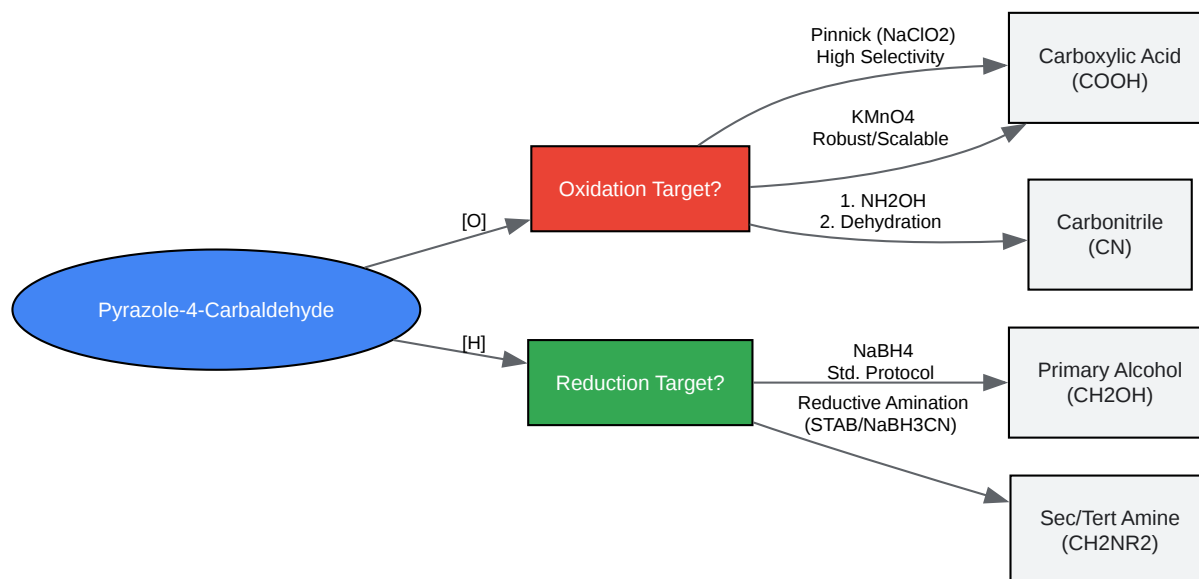 Pyrazole-4-Carbaldehyde
[O]
[H]
Oxidation Target?
Reduction Target?
Pinnick (NaClO2)
High Selectivity
KMnO4
Robust/Scalable
1. NH2OH
2. Dehydration
NaBH4
Std. Protocol
Reductive Amination
(STAB/NaBH3CN)
Carboxylic Acid
(COOH)
Carbonitrile
(CN)
Primary Alcohol
(CH2OH)
Sec/Tert Amine
(CH2NR2)